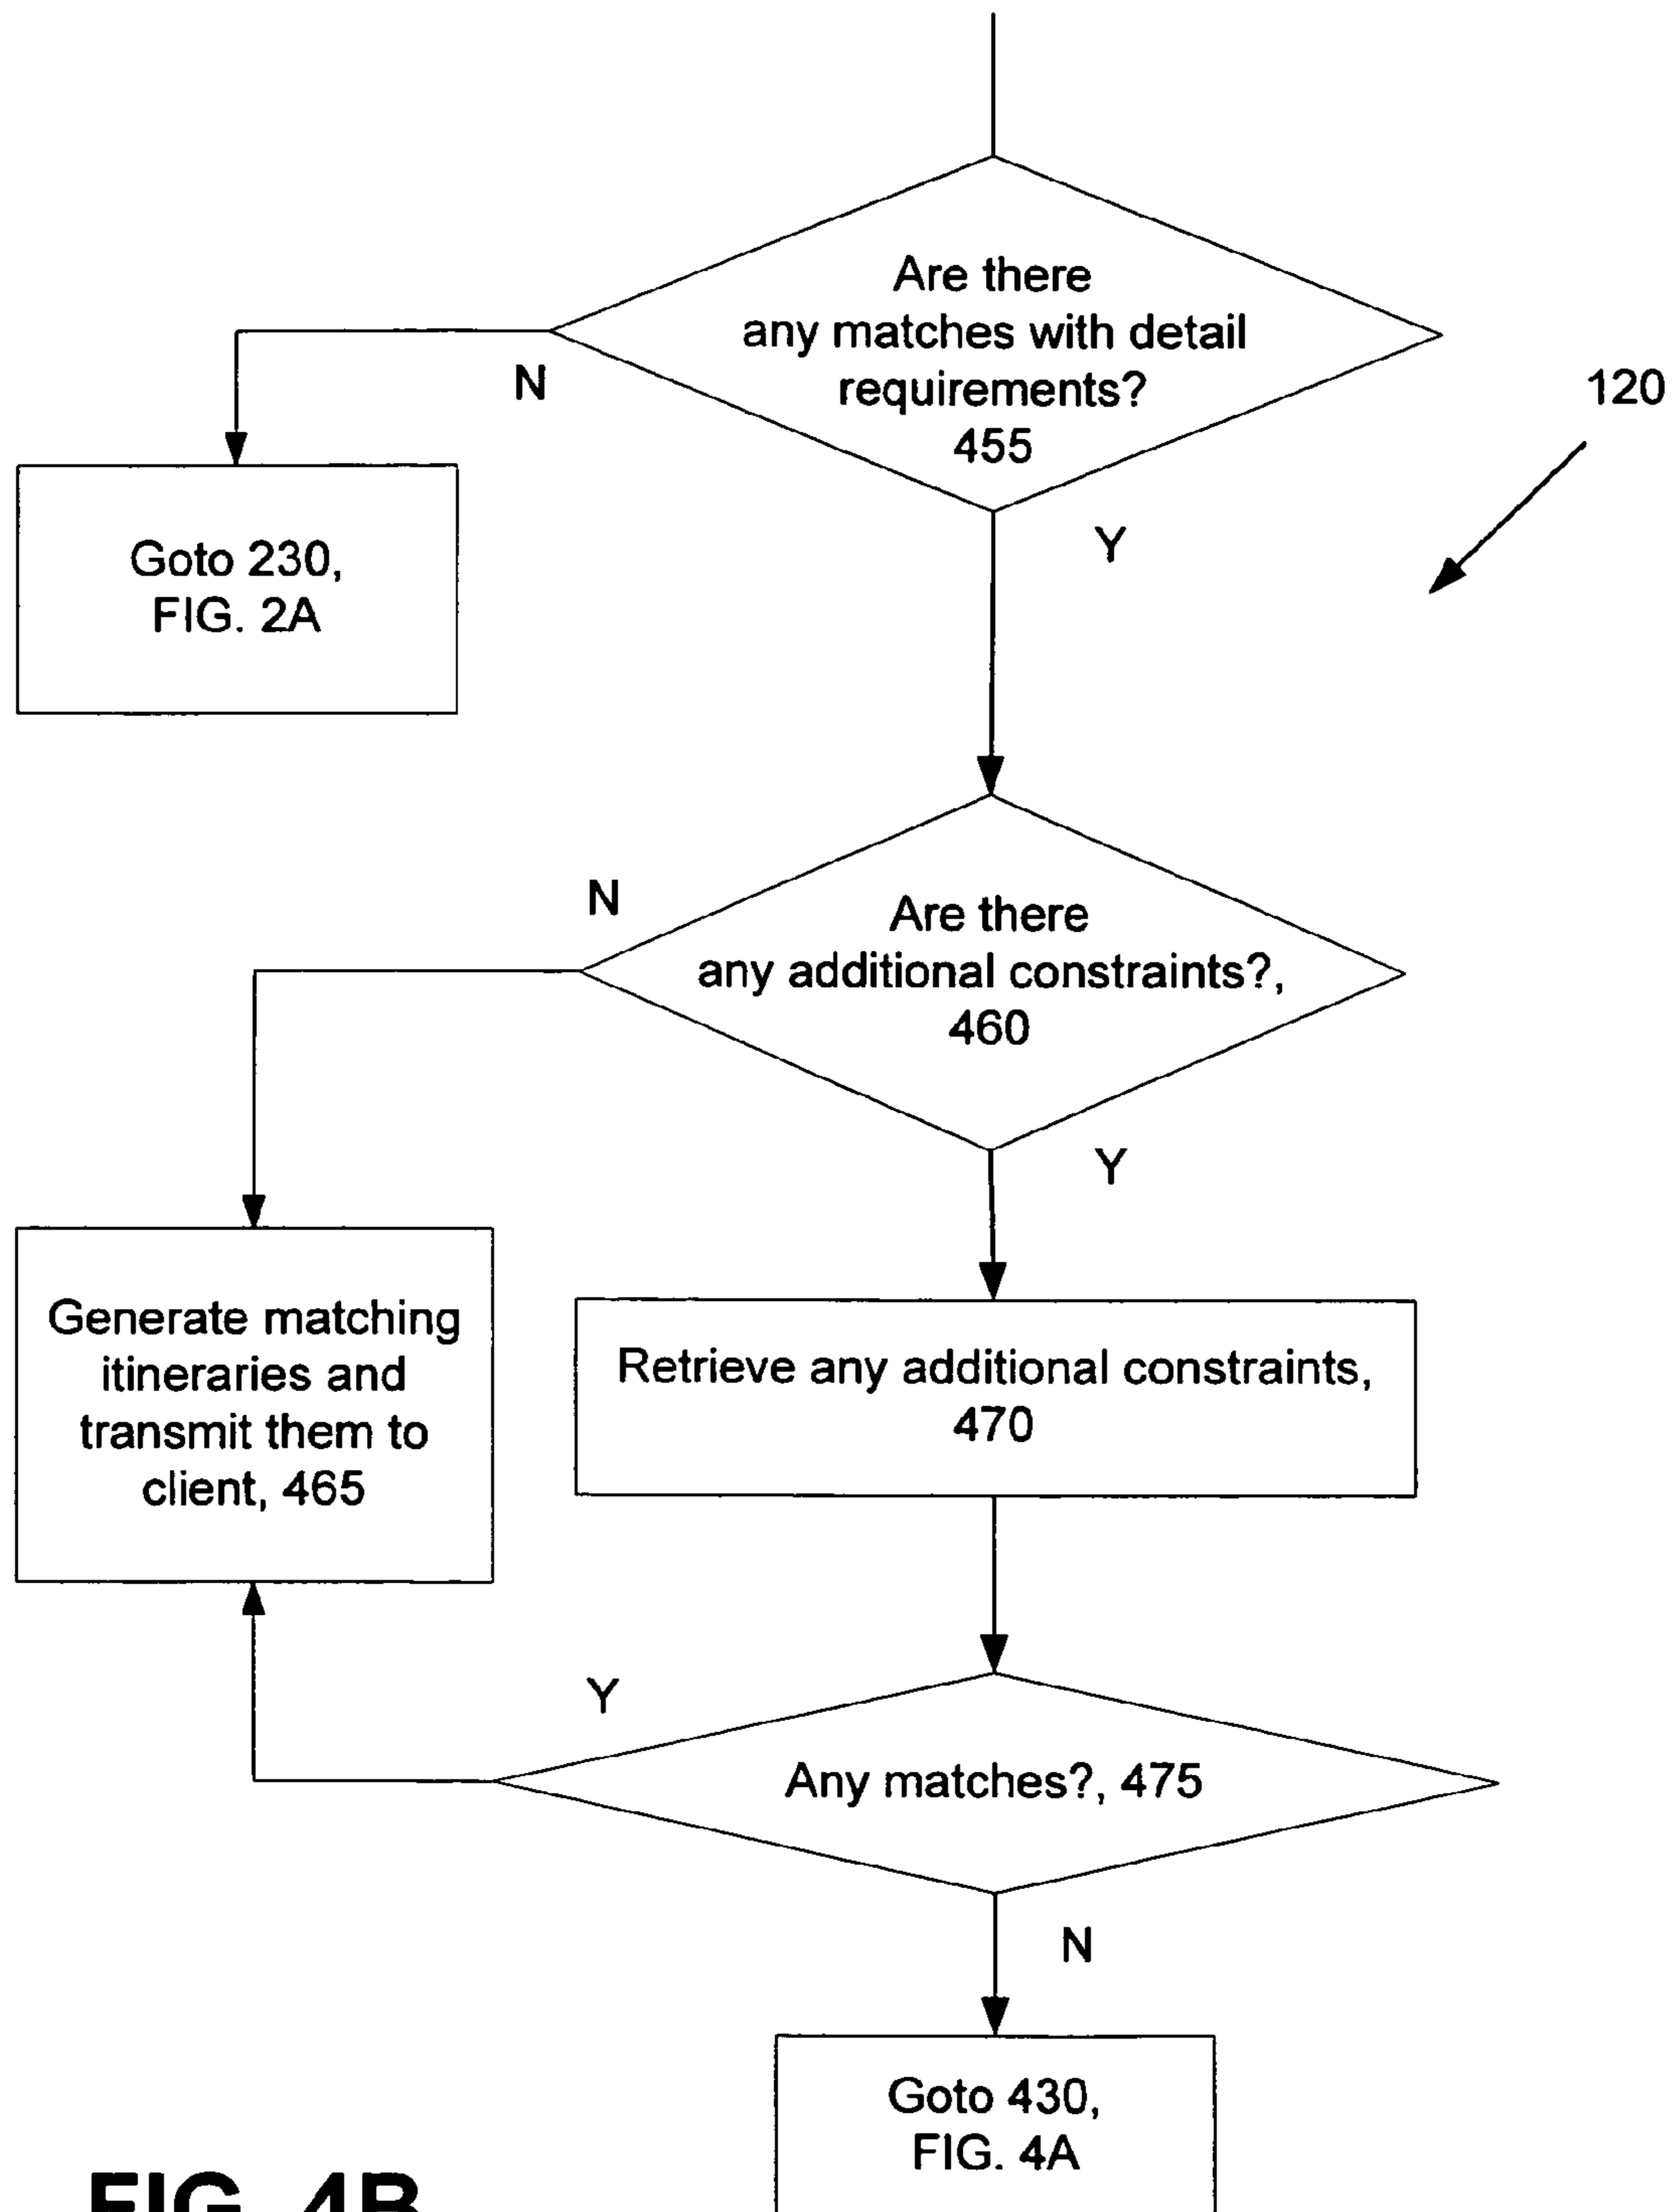 Are there
any matches with detail
requirements?
455
N
120
Y
Goto 230,
FIG. 2A
N
Are there
any additional constraints?,
460
Y
Generate matching
itineraries and
transmit them to
client, 465
Retrieve any additional constraints,
470
Y
Any matches?, 475
N
Goto 430,
FIG. 4A
FIG. 4B